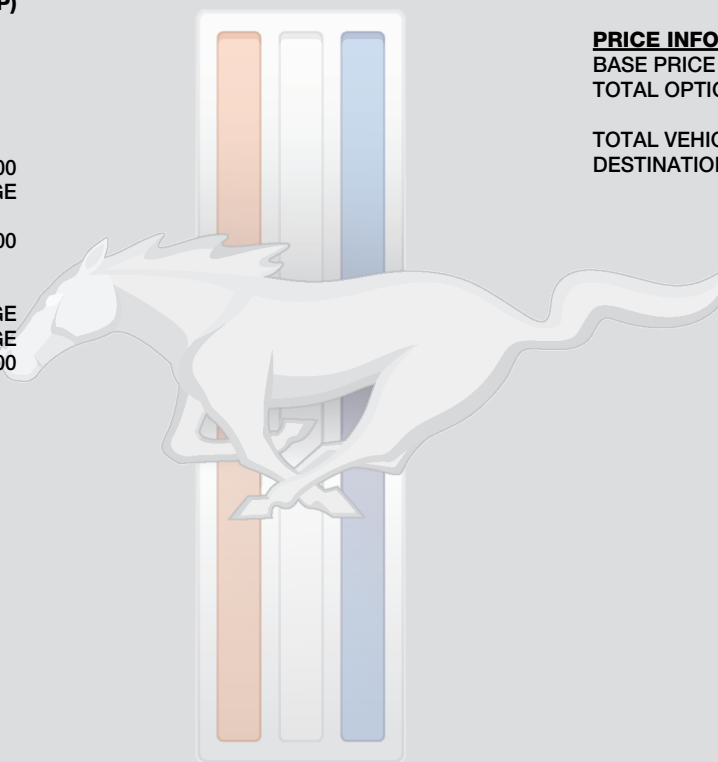 P)
00
GE
00
GE
GE
00
PRICE INFO
BASE PRICE
TOTAL OPTIO
TOTAL VEHIC
DESTINATION